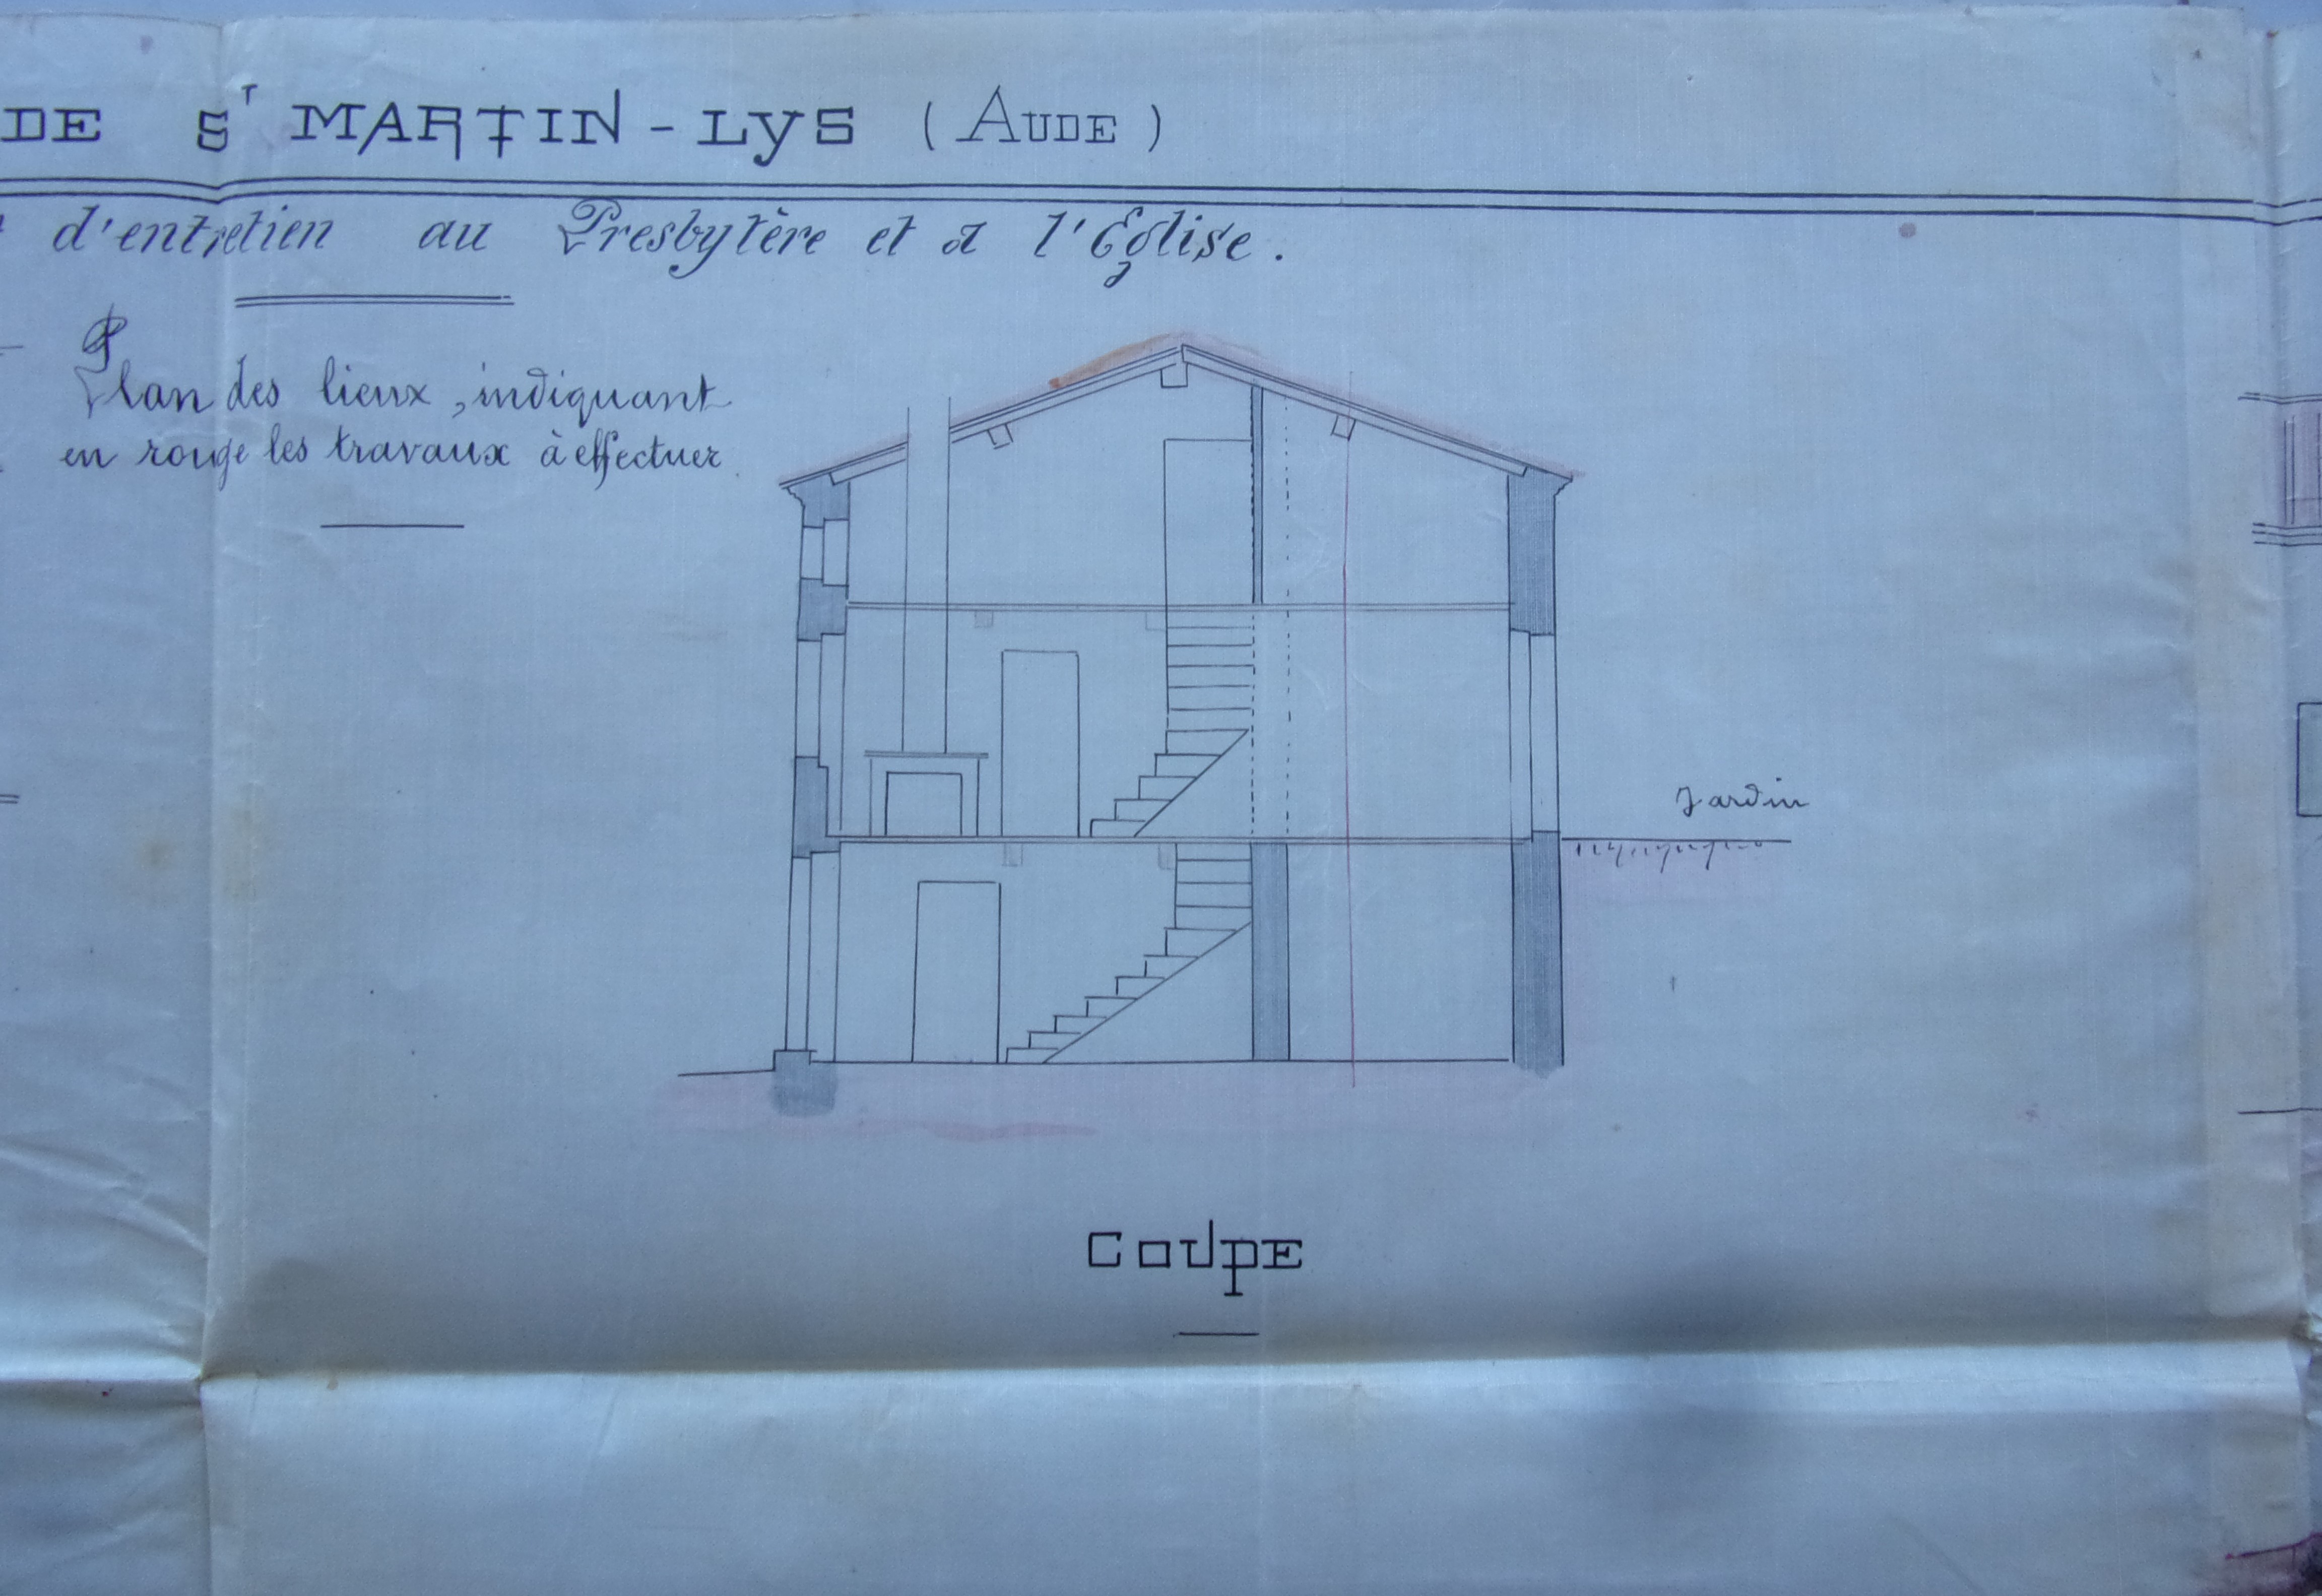 DE Sᵀ MARTIN-LYS (AUDE)
d'entretien au Presbytère et à l'Eglise.
Plan des lieux, indiquant
en rouge les travaux à effectuer
Jardin
COUPE